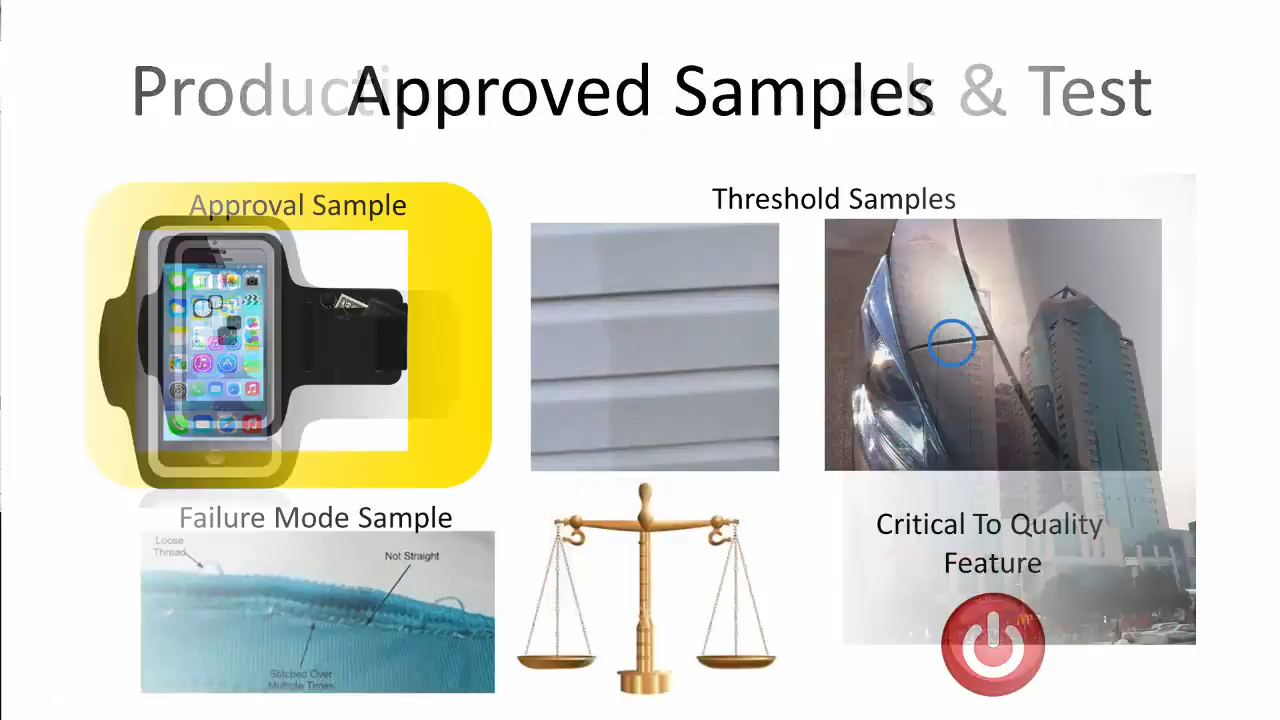 Approved Samples
& Test
Approval Sample
Threshold Samples
Failure Mode Sample
Loose
Thread
Not Straight
Stitched Over
Multiple Times
Critical To Quality
Feature